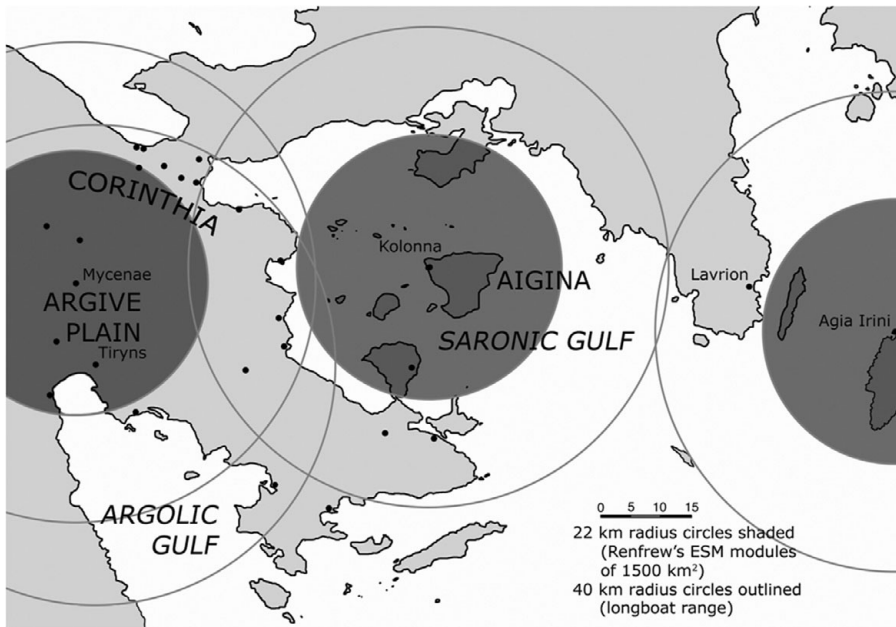 CORINTHIA
Mycenae
ARGIVE
PLAIN
Tiryns
Kolonna
AIGINA
SARONIC GULF
Lavrion
Agia Irini
ARGOLIC
GULF
0 5 10 15
22 km radius circles shaded
(Renfrew's ESM modules
of 1500 km²)
40 km radius circles outlined
(longboat range)